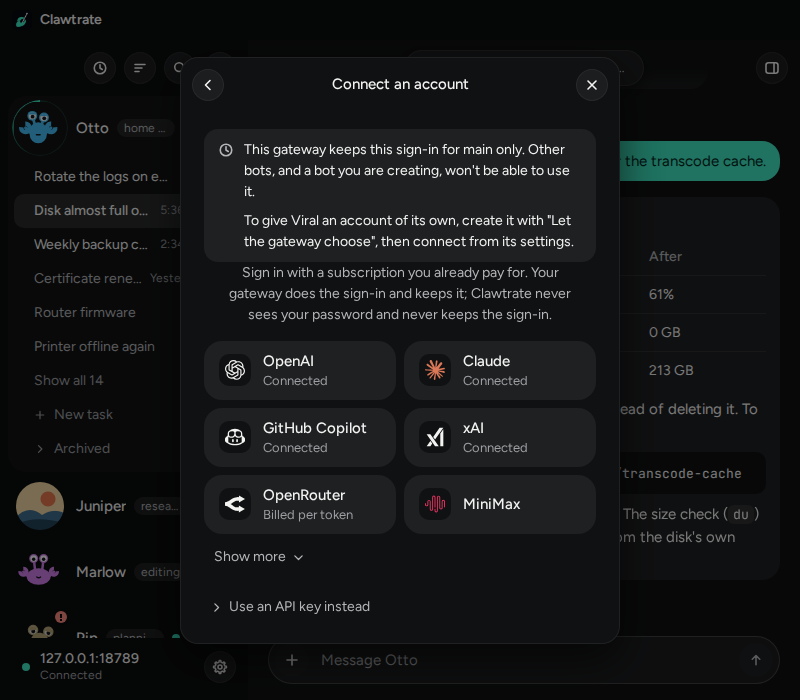 Clawtrate
Connect an account
Otto
home ...
This gateway keeps this sign-in for main only. Other
bots, and a bot you are creating, won't be able to use
it.
To give Viral an account of its own, create it with "Let
the gateway choose", then connect from its settings.
Sign in with a subscription you already pay for. Your
gateway does the sign-in and keeps it; Clawtrate never
sees your password and never keeps the sign-in.
OpenAI
Connected
Claude
Connected
GitHub Copilot
Connected
xAI
Connected
OpenRouter
Billed per token
MiniMax
Show more
Use an API key instead
Rotate the logs on e...
Disk almost full o...
5:36
Weekly backup c...
2:34
Certificate rene...
Yeste
Router firmware
Printer offline again
Show all 14
+ New task
Archived
Juniper
resea...
Marlow
editing
Pip
planni...
127.0.0.1:18789
Connected
the transcode cache.
After
61%
0 GB
213 GB
ead of deleting it. To
/transcode-cache
The size check ( du )
om the disk's own
Message Otto